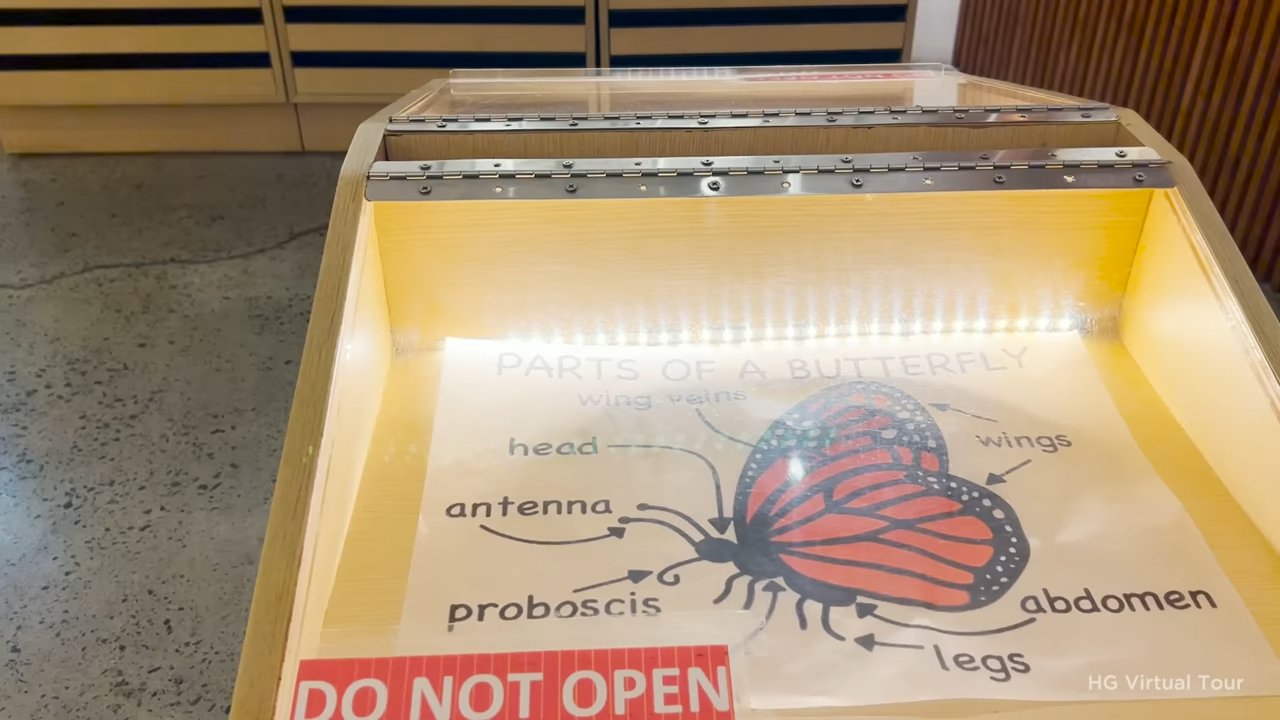 PARTS OF A BUTTERFLY
wing veins
head
wings
antenna
proboscis
abdomen
legs
DO NOT OPEN
HG Virtual Tour